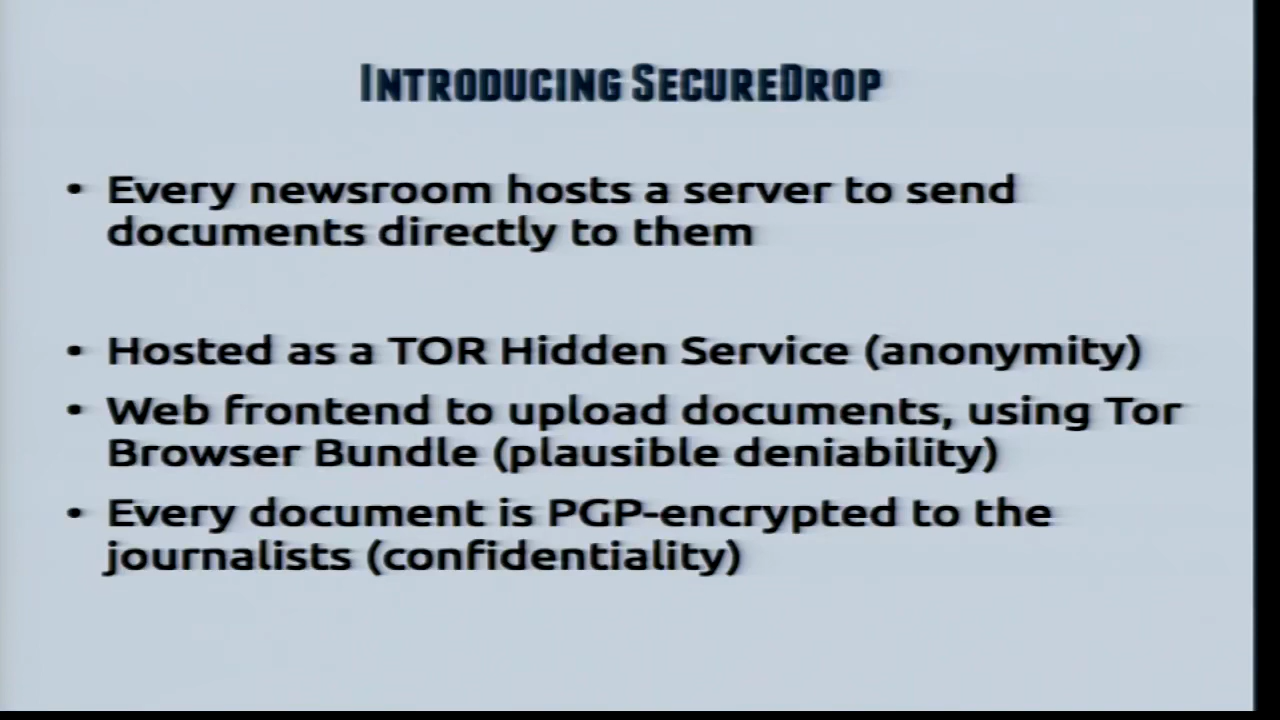 INTRODUCING SECUREDROP
• Every newsroom hosts a server to send
documents directly to them
• Hosted as a TOR Hidden Service (anonymity)
• Web frontend to upload documents, using Tor
Browser Bundle (plausible deniability)
• Every document is PGP-encrypted to the
journalists (confidentiality)